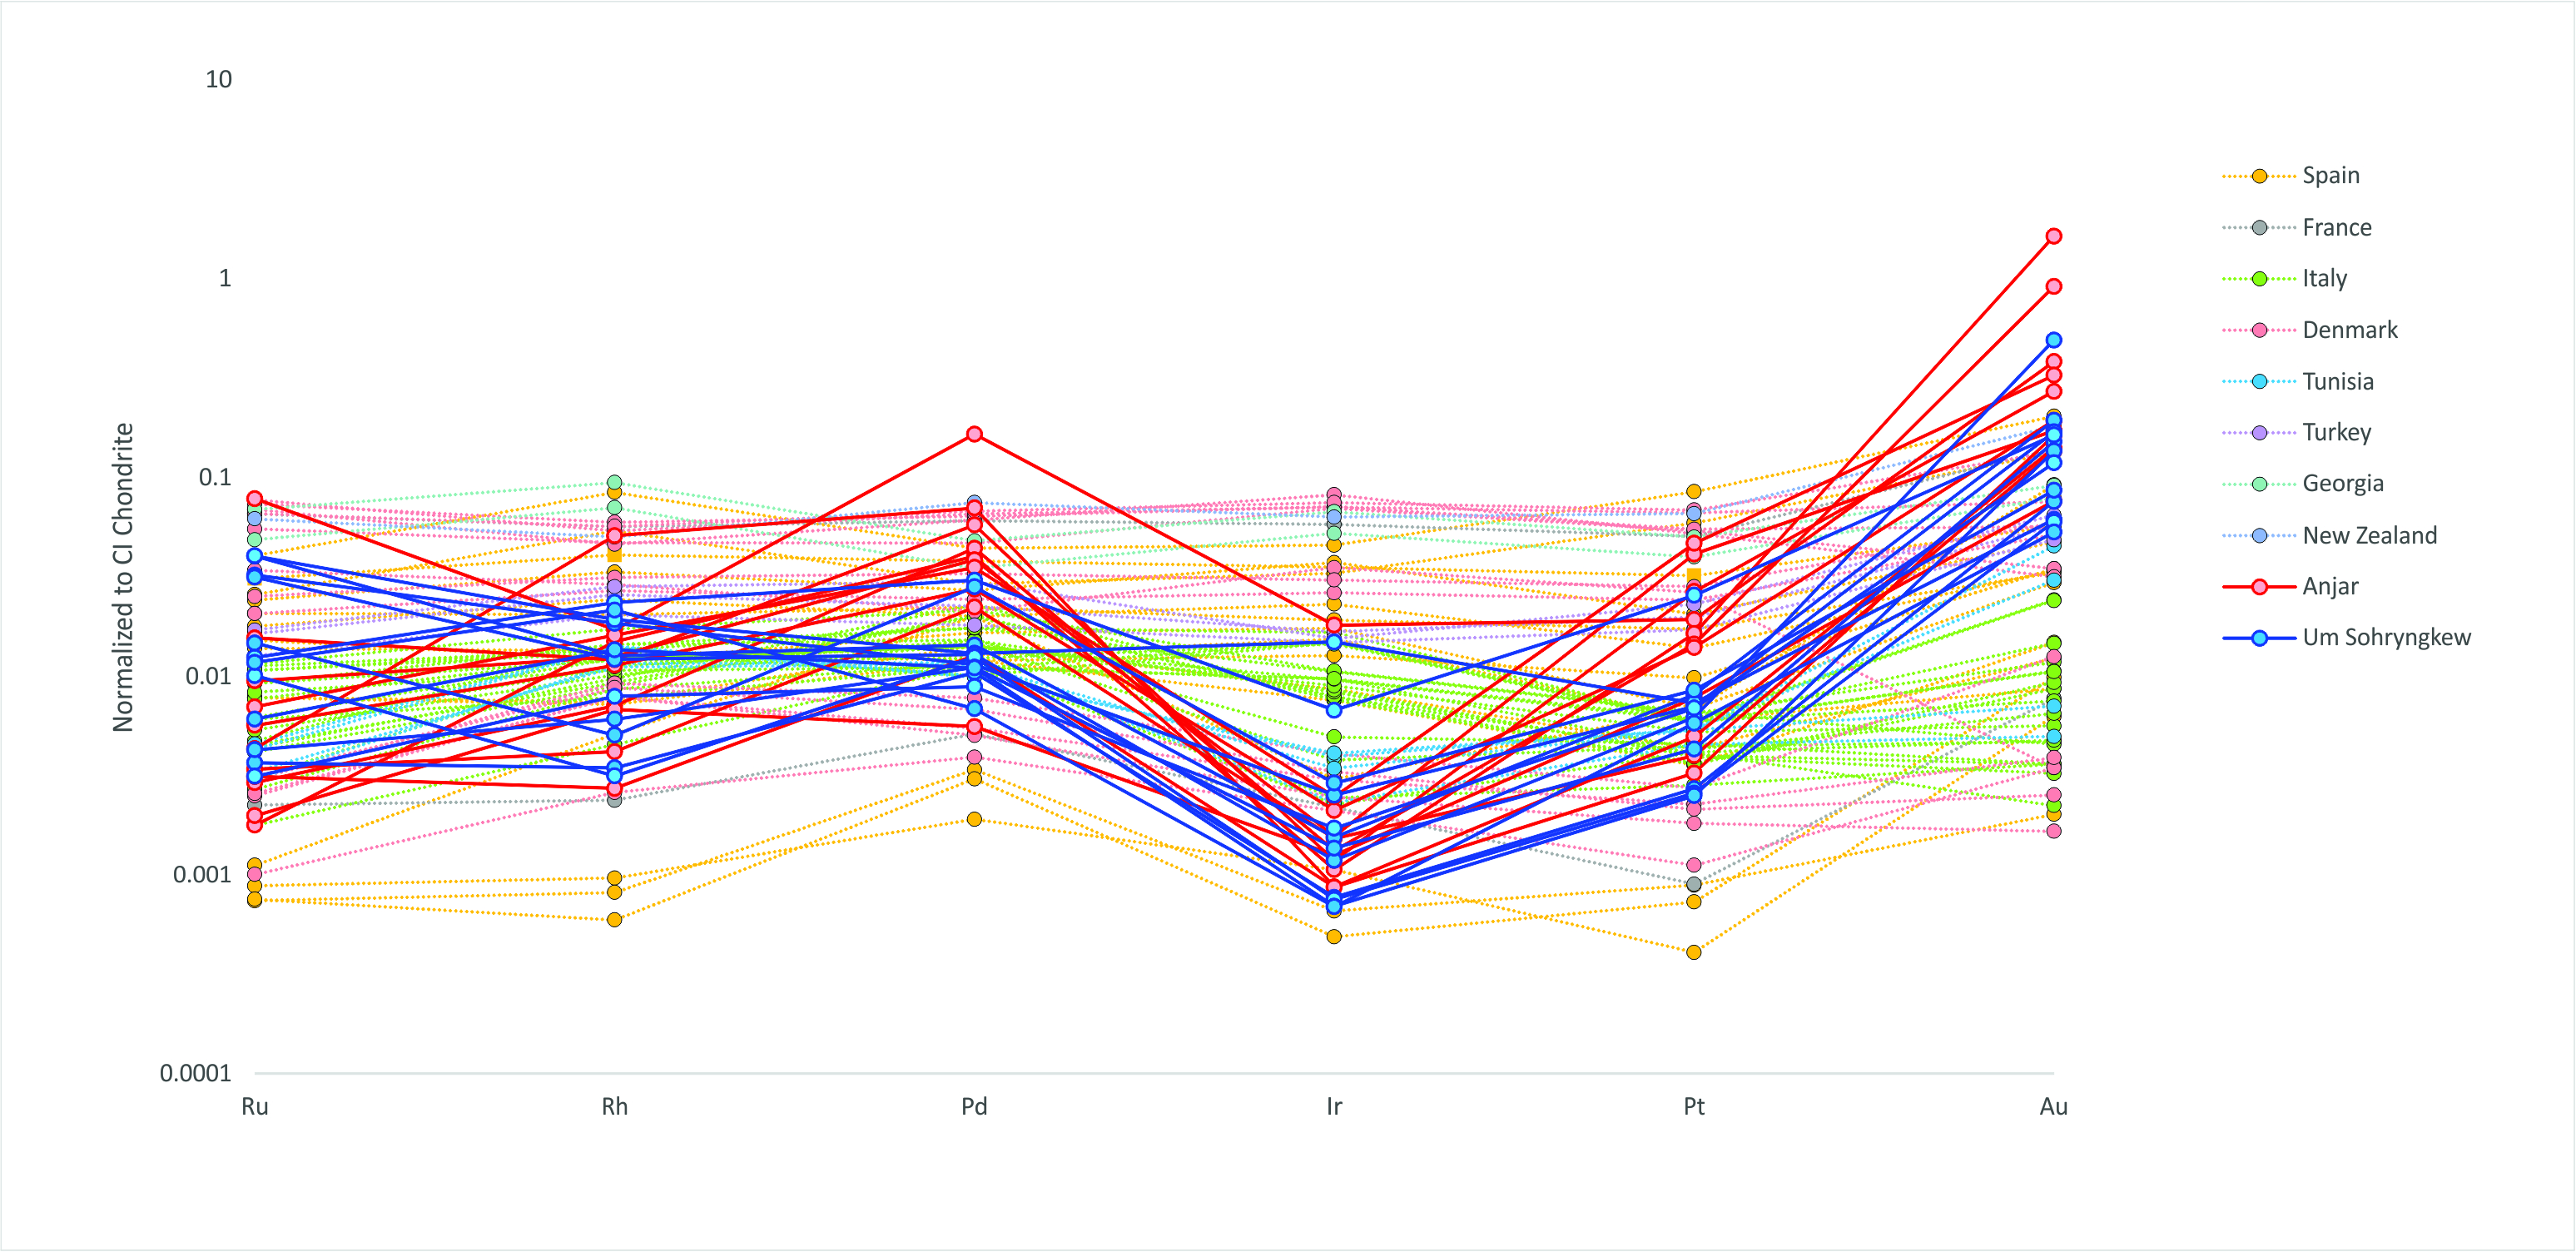 10
1
0.1
0.01
0.001
0.0001
Normalized to CI Chondrite
Ru Rh Pd Ir Pt Au
Spain
France
Italy
Denmark
Tunisia
Turkey
Georgia
New Zealand
Anjar
Um Sohryngkew